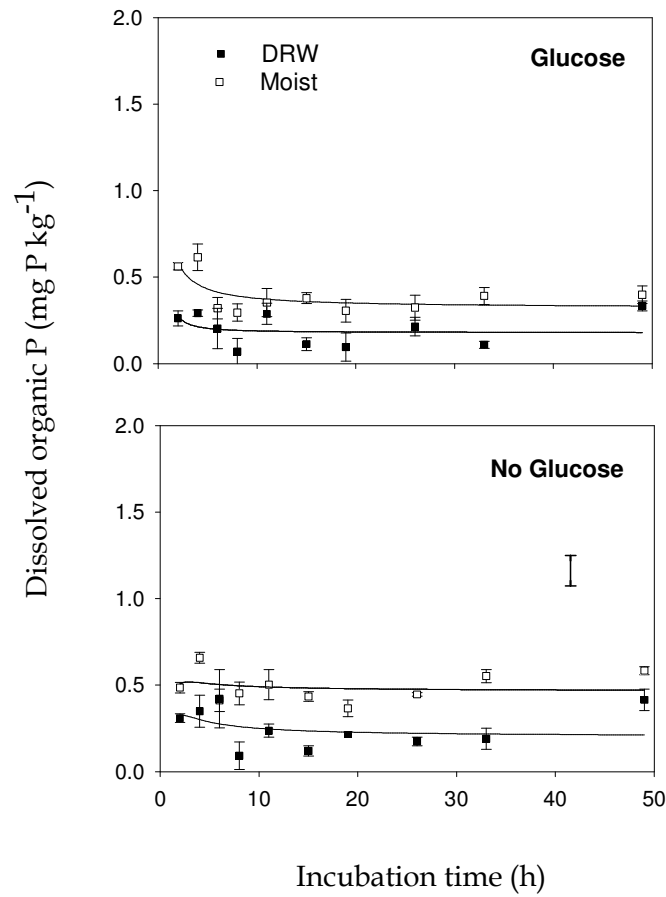 2.0
DRW
Moist
Glucose
1.5
1.0
0.5
0.0
Dissolved organic P (mg P kg⁻¹)
2.0
No Glucose
1.5
1.0
0.5
0.0
0 10 20 30 40 50
Incubation time (h)